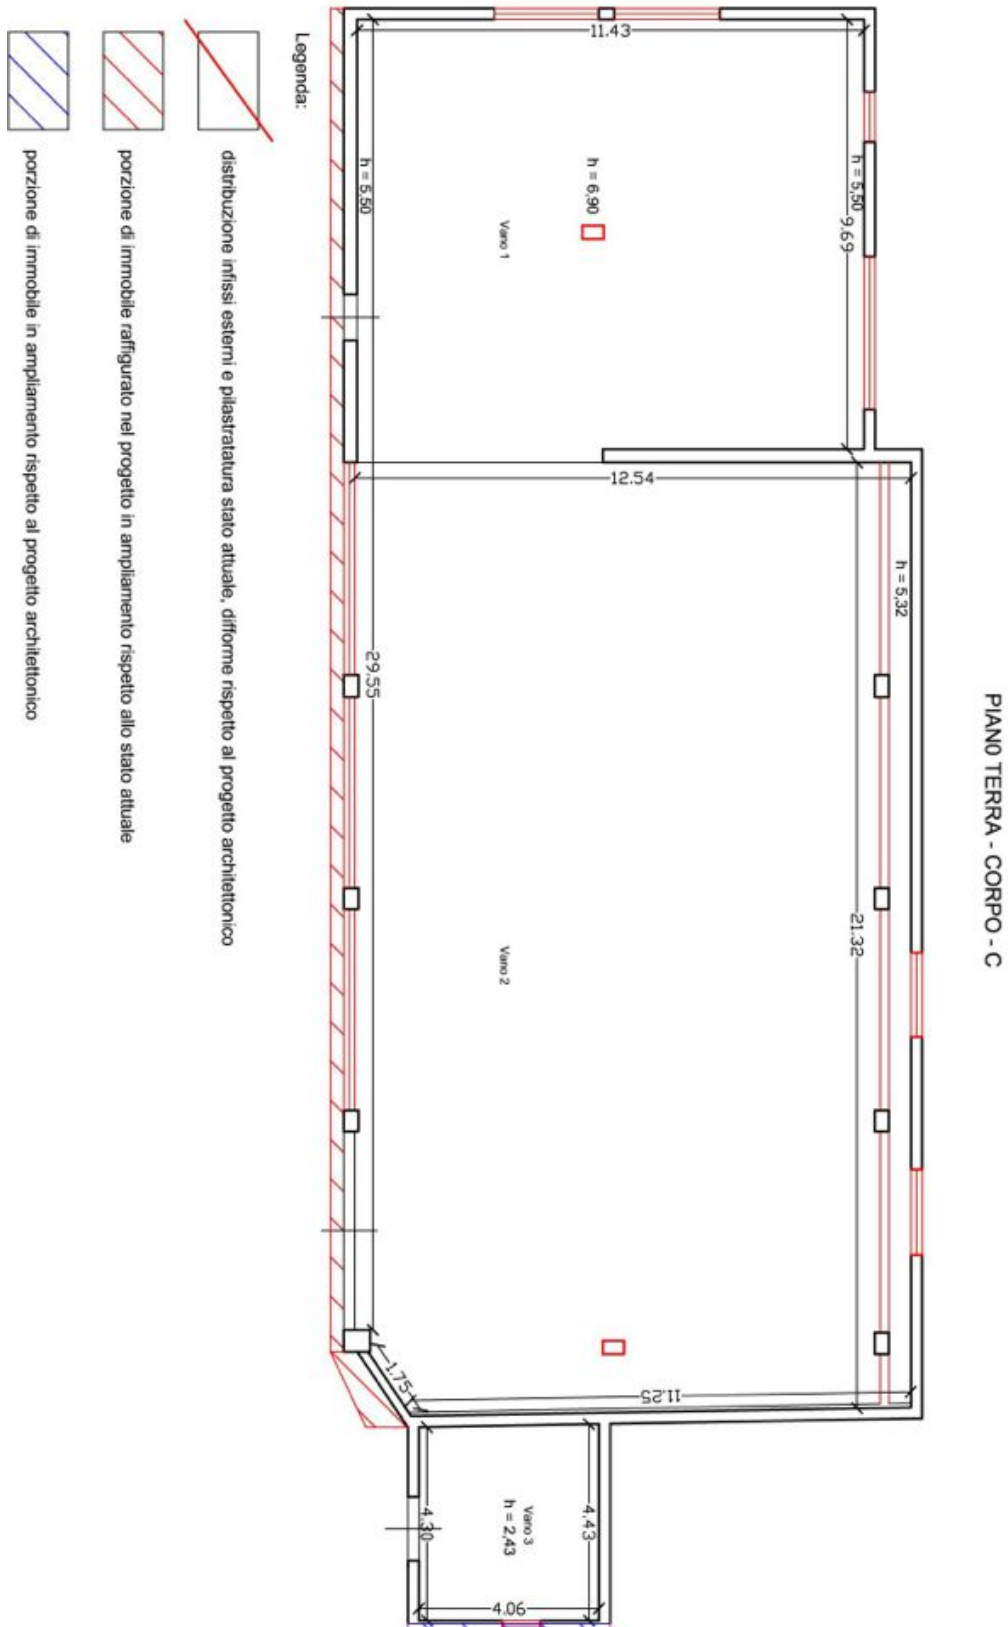 PIAN0 TERRA - CORPO - C
11.43
h = 5,50
9.69
h = 6,90
Vano 1
h = 5,50
12.54
h = 5,32
29.55
21.32
Vano 2
11.25
1.75
4.43
Vano 3
h = 2,43
4.30
4.06
Legenda:
distribuzione infissi esterni e pilastratatura stato attuale, difforme rispetto al progetto architettonico
porzione di immobile raffigurato nel progetto in ampliamento rispetto allo stato attuale
porzione di immobile in ampliamento rispetto al progetto architettonico